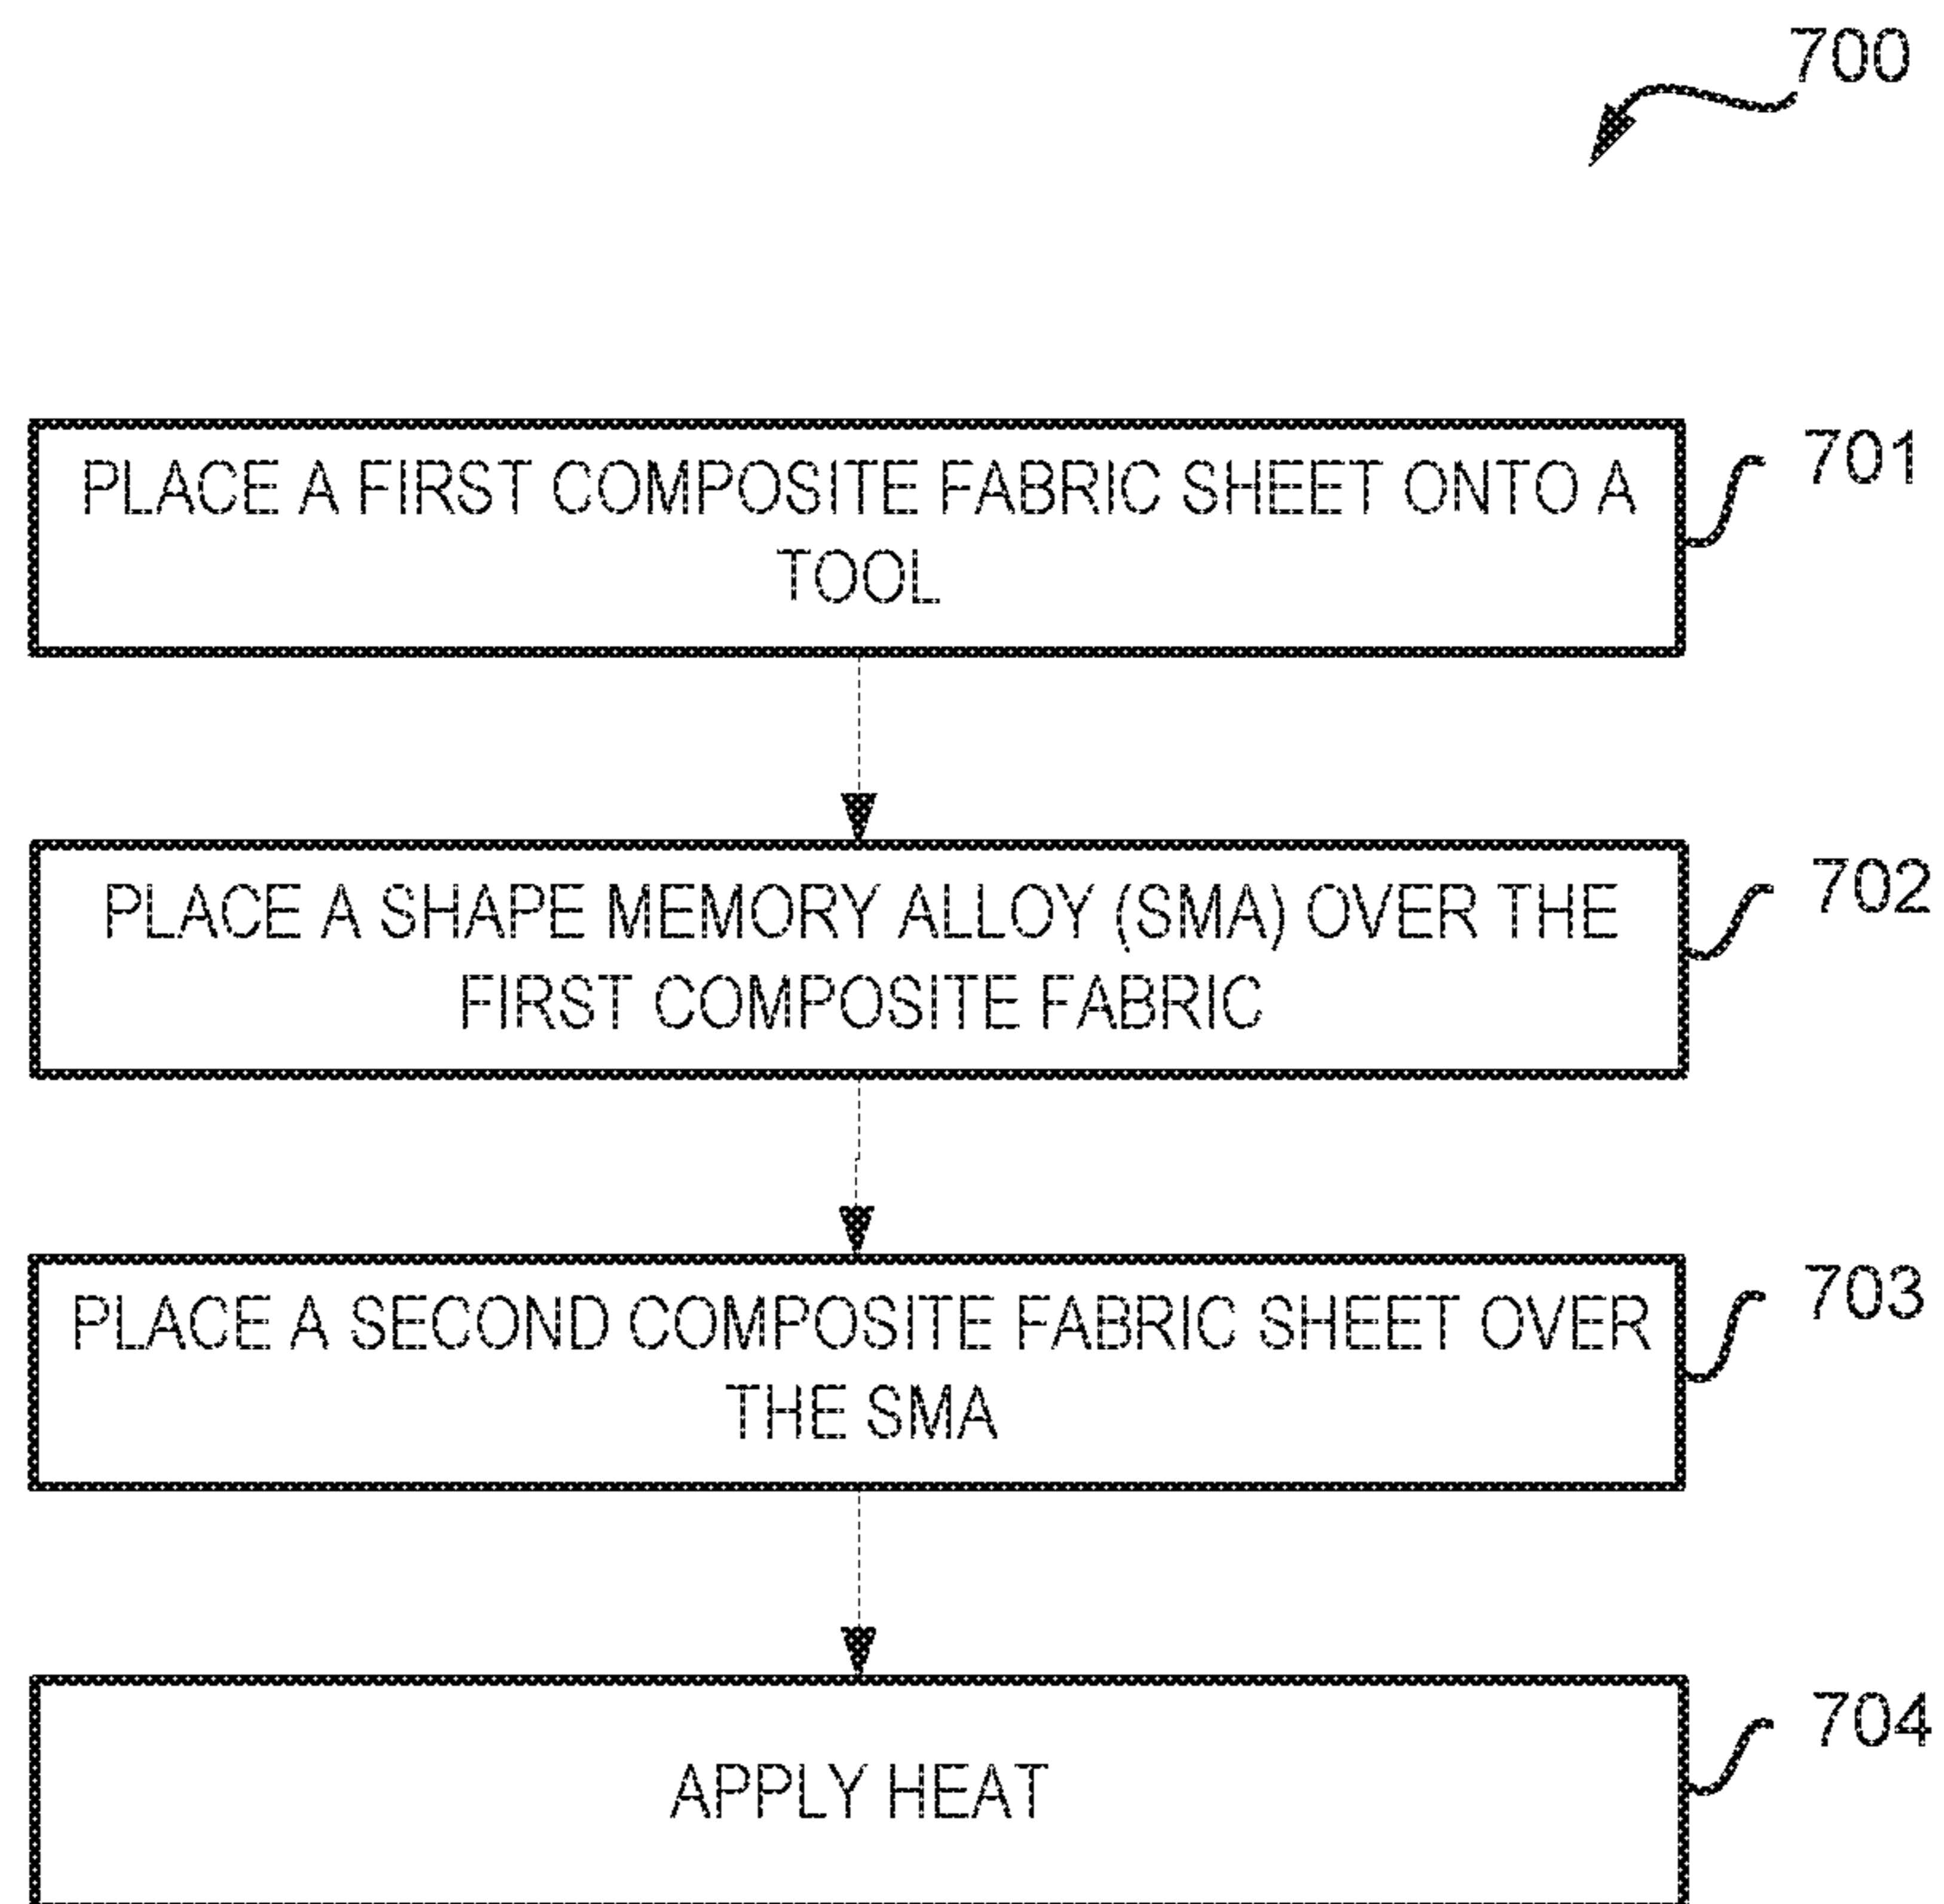 700
PLACE A FIRST COMPOSITE FABRIC SHEET ONTO A
TOOL
701
PLACE A SHAPE MEMORY ALLOY (SMA) OVER THE
FIRST COMPOSITE FABRIC
702
PLACE A SECOND COMPOSITE FABRIC SHEET OVER
THE SMA
703
APPLY HEAT
704